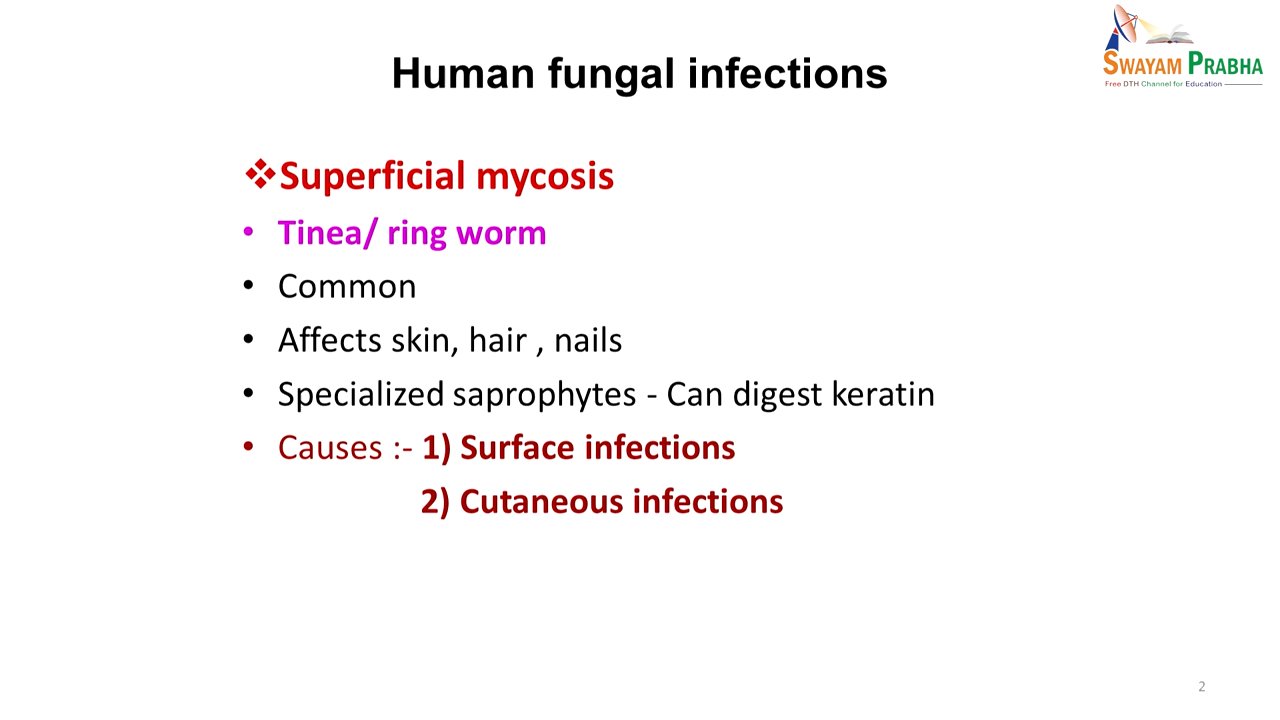 SWAYAM PRABHA
Free DTH Channel for Education
Human fungal infections
❖Superficial mycosis
• Tinea/ ring worm
• Common
• Affects skin, hair , nails
• Specialized saprophytes - Can digest keratin
• Causes :- 1) Surface infections
2) Cutaneous infections
2